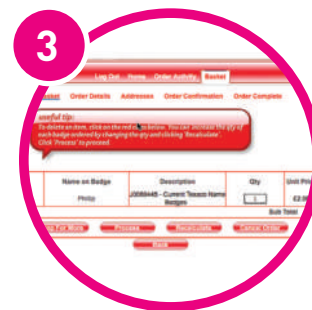 3
Log Out Home Order Activity Basket
Basket Order Details Addresses Order Confirmation Order Complete
useful tip:
To delete an item, click on the red x below. You can increase the qty of
each badge ordered by changing the qty and clicking 'Recalculate'.
Click 'Process' to proceed.
Name on Badge Description Qty Unit
Philip - Current Tesco Name
Badges 1
Sub Total
For More Process Recalculate Cancel Order
Back